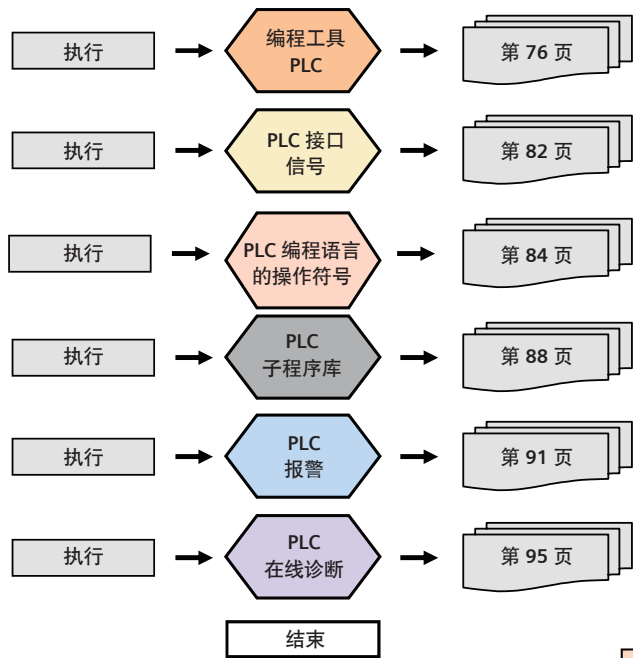 执行
编程工具
PLC
第 76 页
执行
PLC 接口
信号
第 82 页
执行
PLC 编程语言
的操作符号
第 84 页
执行
PLC
子程序库
第 88 页
执行
PLC
报警
第 91 页
执行
PLC
在线诊断
第 95 页
结束